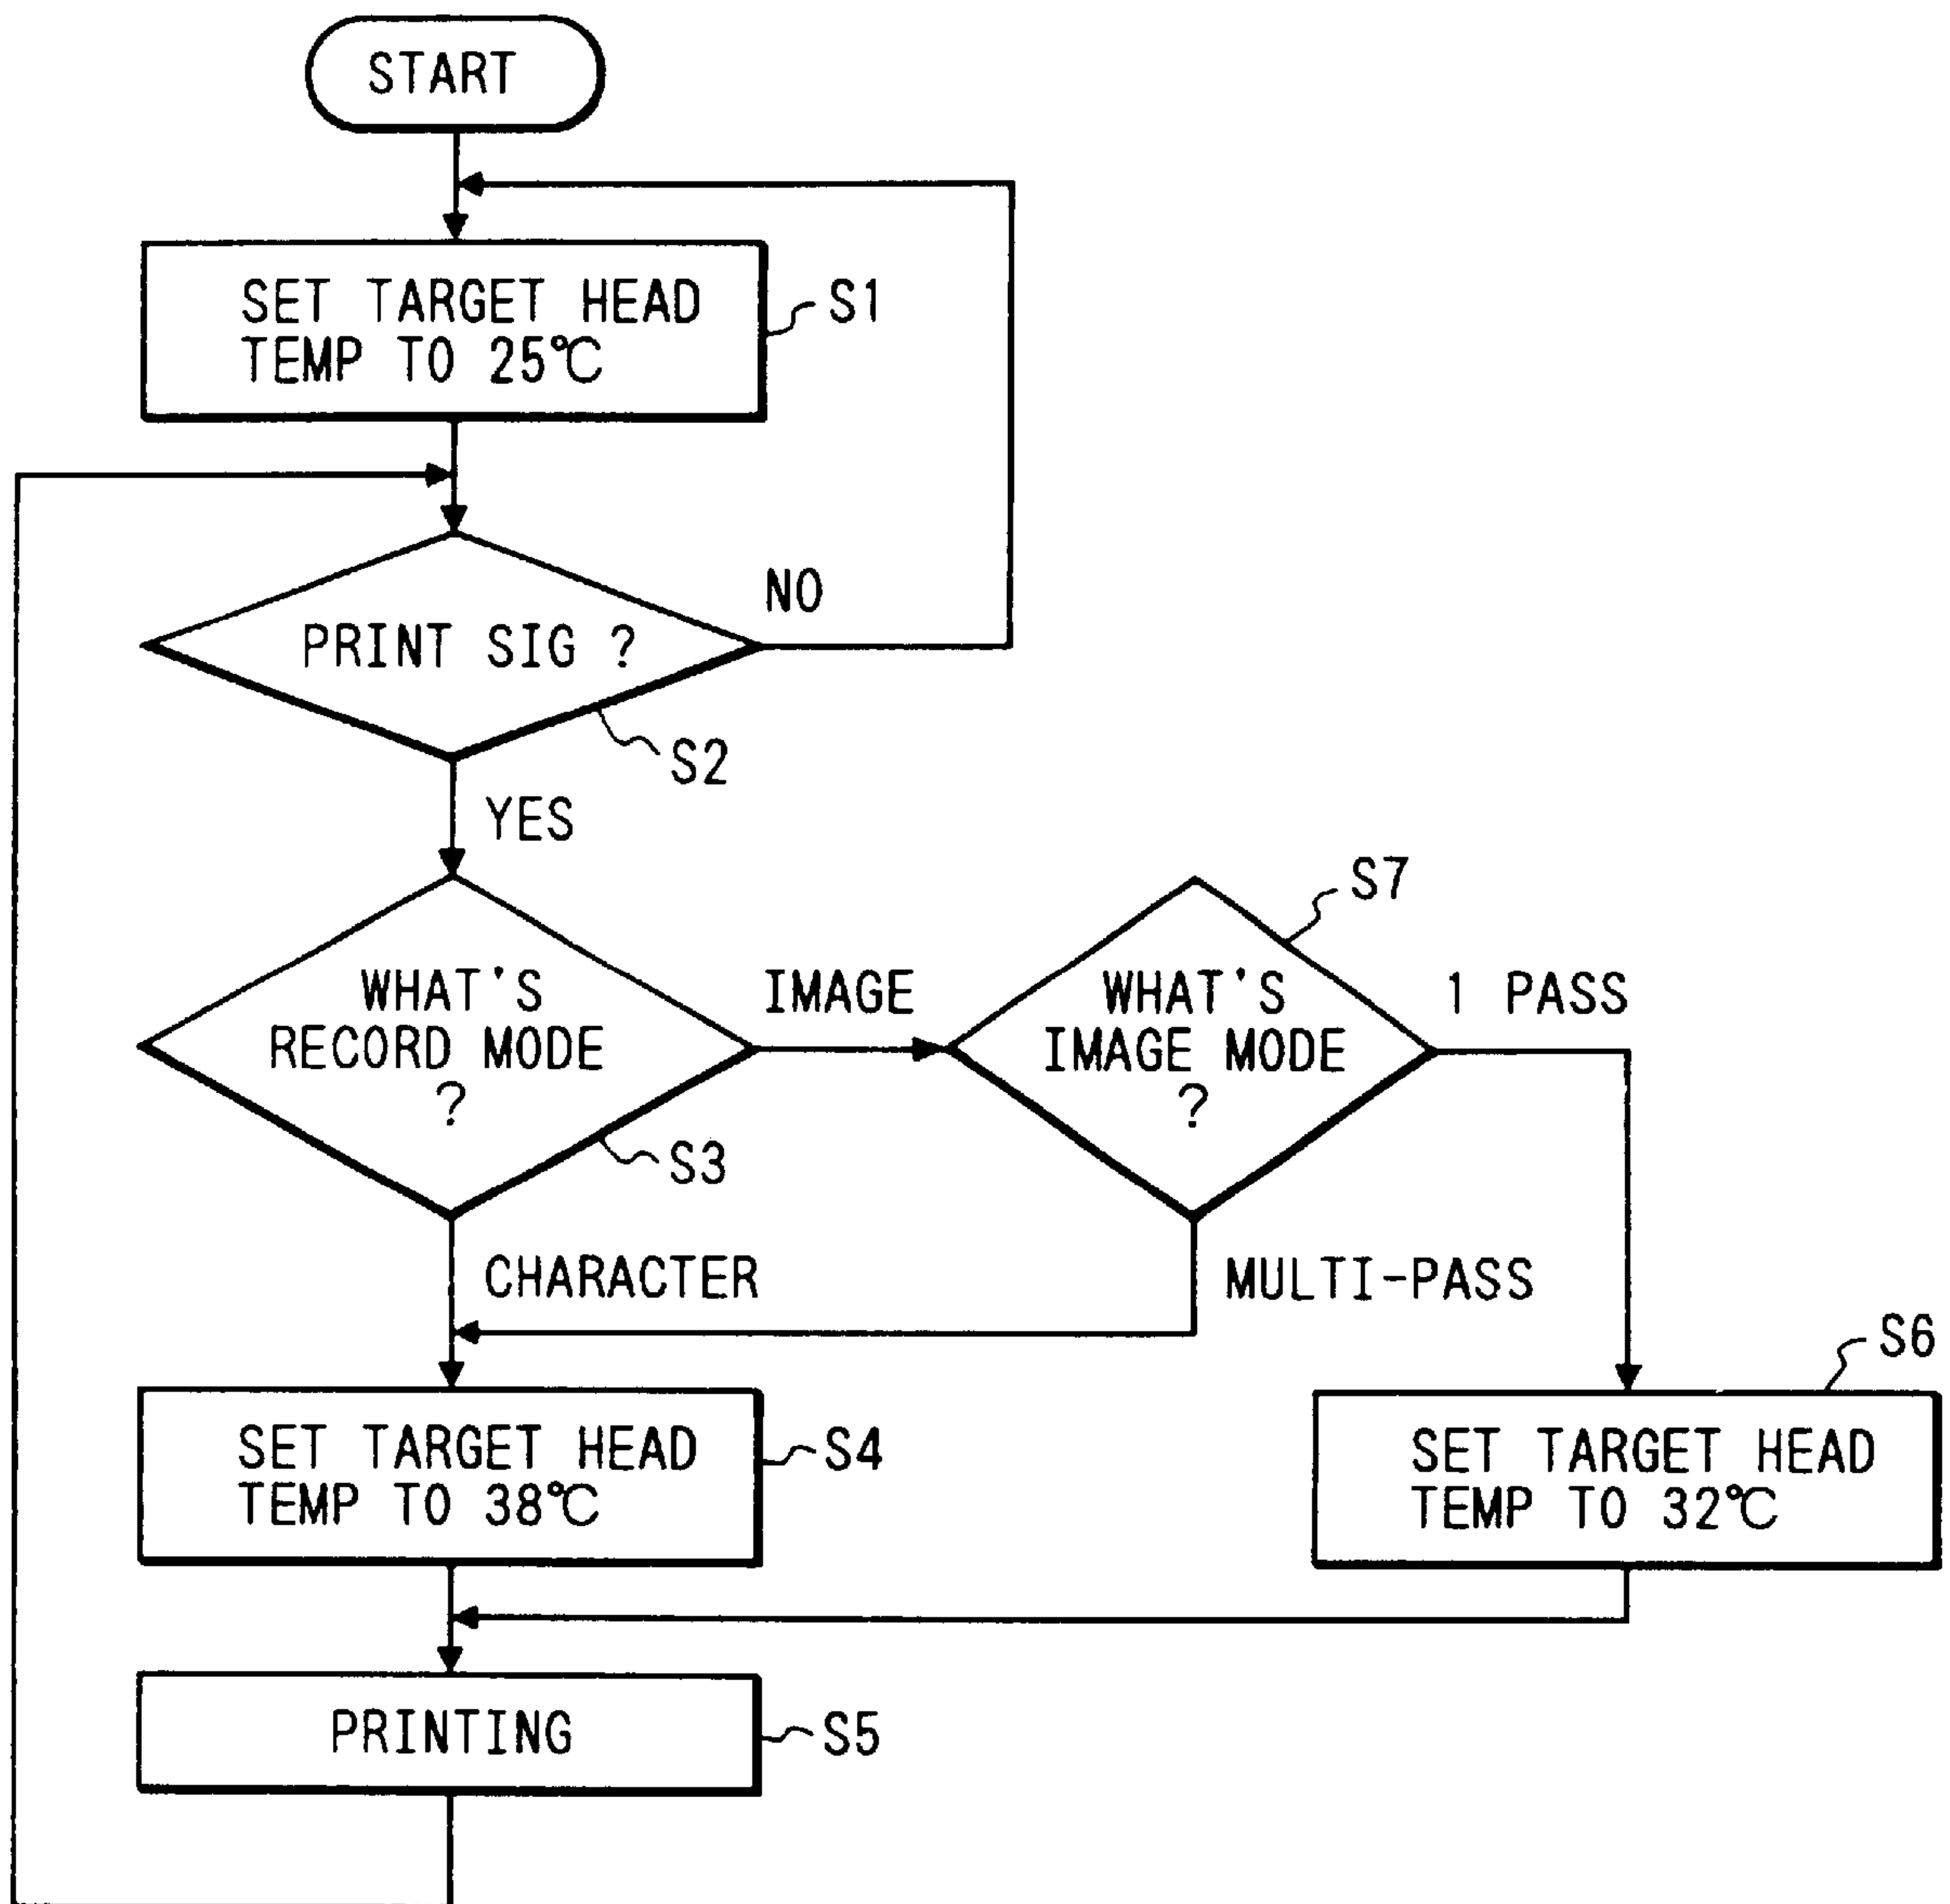 START
SET TARGET HEAD
TEMP TO 25℃
S1
PRINT SIG ?
NO
S2
YES
WHAT'S
RECORD MODE
?
S3
IMAGE
WHAT'S
IMAGE MODE
?
S7
1 PASS
CHARACTER
MULTI-PASS
SET TARGET HEAD
TEMP TO 38℃
S4
SET TARGET HEAD
TEMP TO 32℃
S6
PRINTING
S5